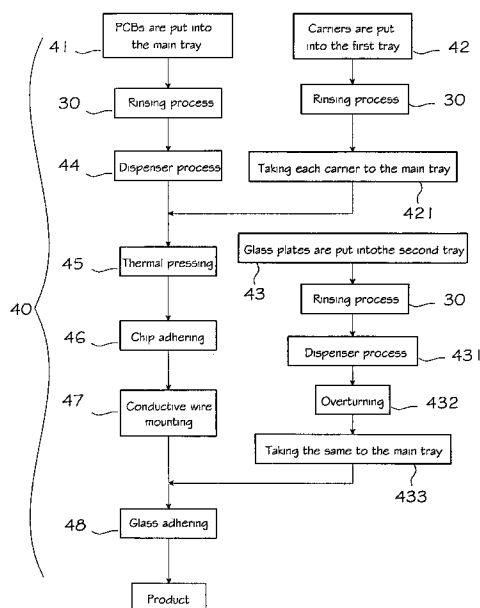 41
PCBs are put into
the main tray
Carriers are put
into the first tray
42
30
Rinsing process
Rinsing process
30
44
Dispenser process
Taking each carrer to the main tray
421
45
Thermal pressing
Glass plates are put intothe second tray
43
Rinsing process
30
40
46
Chip adhering
Dispenser process
431
47
Conductive wire
mounting
Overturning
432
Taking the same to the main tray
433
48
Glass adhering
Product